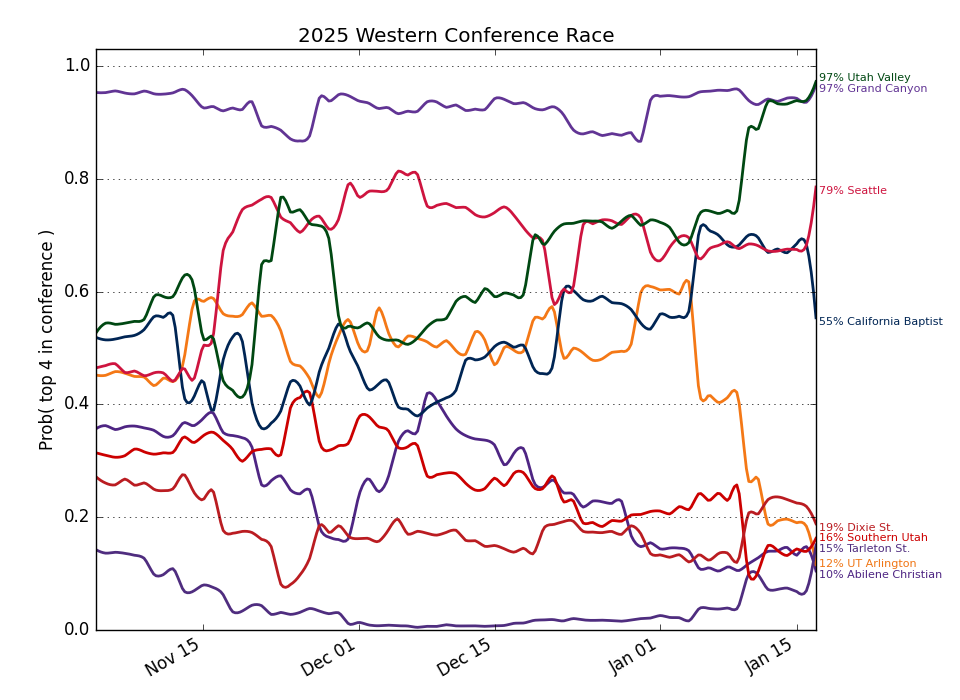 2025 Western Conference Race
1.0
0.8
0.6
0.4
0.2
0.0
Prob( top 4 in conference )
Nov 15
Dec 01
Dec 15
Jan 01
Jan 15
97% Utah Valley
97% Grand Canyon
79% Seattle
55% California Baptist
19% Dixie St.
16% Southern Utah
15% Tarleton St.
12% UT Arlington
10% Abilene Christian